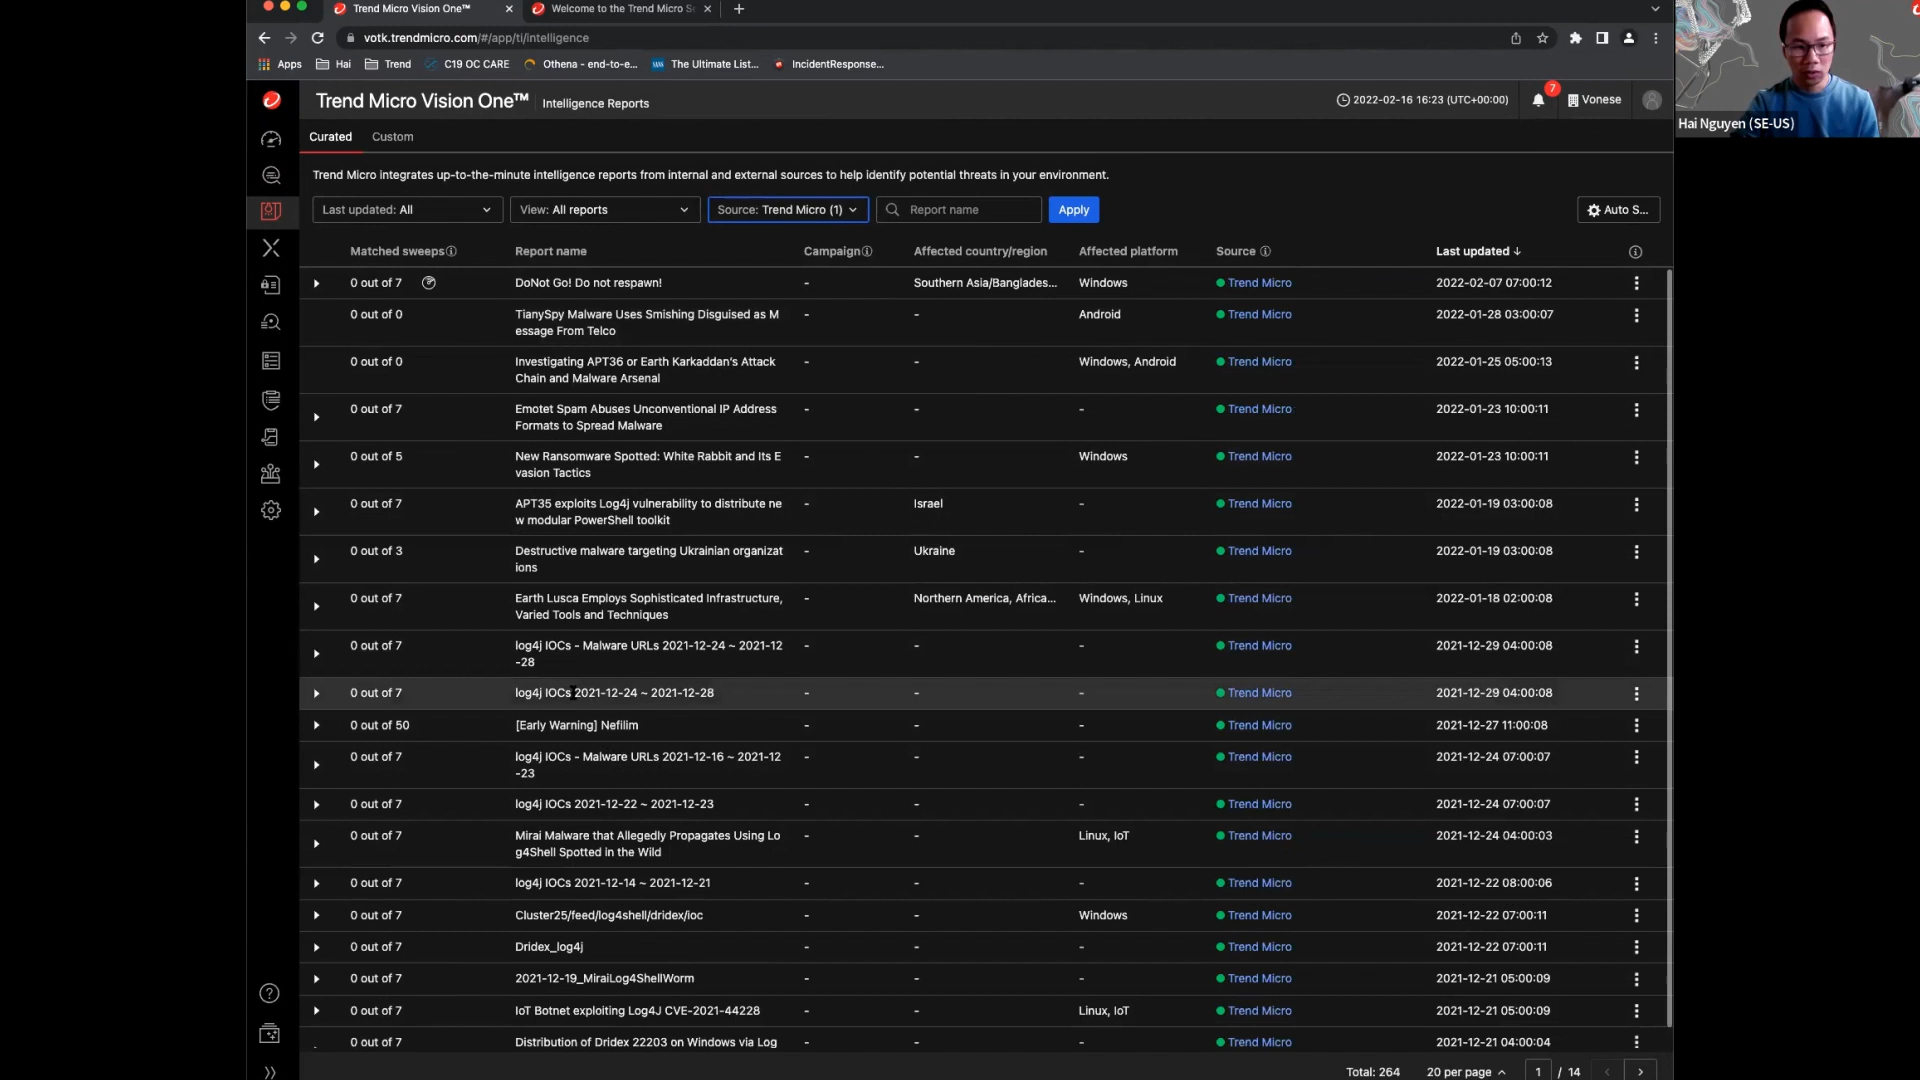 Trend Micro Vision One™
Welcome to the Trend Micro Se
votk.trendmicro.com/#/app/ti/intelligence
Apps Hai Trend C19 OC CARE Othena - end-to-e... The Ultimate List... IncidentResponse...
Hai Nguyen (SE-US)
Trend Micro Vision One™ Intelligence Reports 2022-02-16 16:23 (UTC+00:00) 7 Vonese
Curated Custom
Trend Micro integrates up-to-the-minute intelligence reports from internal and external sources to help identify potential threats in your environment.
Last updated: All View: All reports Source: Trend Micro (1) Report name Apply Auto S...
Matched sweeps Report name Campaign Affected country/region Affected platform Source Last updated
0 out of 7 DoNot Go! Do not respawn! - Southern Asia/Banglades... Windows Trend Micro 2022-02-07 07:00:12
0 out of 0 TianySpy Malware Uses Smishing Disguised as M - - Android Trend Micro 2022-01-28 03:00:07
essage From Telco
0 out of 0 Investigating APT36 or Earth Karkaddan's Attack - - Windows, Android Trend Micro 2022-01-25 05:00:13
Chain and Malware Arsenal
0 out of 7 Emotet Spam Abuses Unconventional IP Address - - - Trend Micro 2022-01-23 10:00:11
Formats to Spread Malware
0 out of 5 New Ransomware Spotted: White Rabbit and Its E - - Windows Trend Micro 2022-01-23 10:00:11
vasion Tactics
0 out of 7 APT35 exploits Log4j vulnerability to distribute ne - Israel - Trend Micro 2022-01-19 03:00:08
w modular PowerShell toolkit
0 out of 3 Destructive malware targeting Ukrainian organizat - Ukraine - Trend Micro 2022-01-19 03:00:08
ions
0 out of 7 Earth Lusca Employs Sophisticated Infrastructure, - Northern America, Africa... Windows, Linux Trend Micro 2022-01-18 02:00:08
Varied Tools and Techniques
0 out of 7 log4j IOCs - Malware URLs 2021-12-24 ~ 2021-12 - - - Trend Micro 2021-12-29 04:00:08
-28
0 out of 7 log4j IOCs 2021-12-24 ~ 2021-12-28 - - - Trend Micro 2021-12-29 04:00:08
0 out of 50 [Early Warning] Nefilim - - - Trend Micro 2021-12-27 11:00:08
0 out of 7 log4j IOCs - Malware URLs 2021-12-16 ~ 2021-12 - - - Trend Micro 2021-12-24 07:00:07
-23
0 out of 7 log4j IOCs 2021-12-22 ~ 2021-12-23 - - - Trend Micro 2021-12-24 07:00:07
0 out of 7 Mirai Malware that Allegedly Propagates Using Lo - - Linux, IoT Trend Micro 2021-12-24 04:00:03
g4Shell Spotted in the Wild
0 out of 7 log4j IOCs 2021-12-14 ~ 2021-12-21 - - - Trend Micro 2021-12-22 08:00:06
0 out of 7 Cluster25/feed/log4shell/dridex/ioc - - Windows Trend Micro 2021-12-22 07:00:11
0 out of 7 Dridex_log4j - - - Trend Micro 2021-12-22 07:00:11
0 out of 7 2021-12-19_MiraiLog4ShellWorm - - - Trend Micro 2021-12-21 05:00:09
0 out of 7 IoT Botnet exploiting Log4J CVE-2021-44228 - - Linux, IoT Trend Micro 2021-12-21 05:00:09
0 out of 7 Distribution of Dridex 22203 on Windows via Log - - - Trend Micro 2021-12-21 04:00:04
Total: 264 20 per page 1 / 14